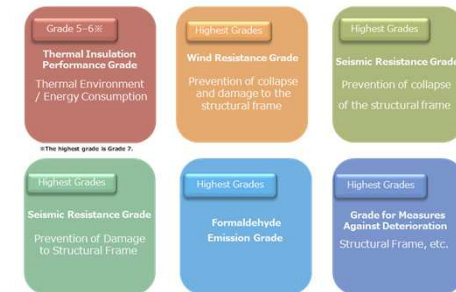 Grade 5-6※
Thermal Insulation
Performance Grade
Thermal Environment
/ Energy Consumption
※The highest grade is Grade 7.
Highest Grades
Wind Resistance Grade
Prevention of collapse
and damage to the
structural frame
Highest Grades
Seismic Resistance Grade
Prevention of collapse
of the structural frame
Highest Grades
Seismic Resistance Grade
Prevention of Damage
to Structural Frame
Highest Grades
Formaldehyde
Emission Grade
Highest Grades
Grade for Measures
Against Deterioration
Structural Frame, etc.